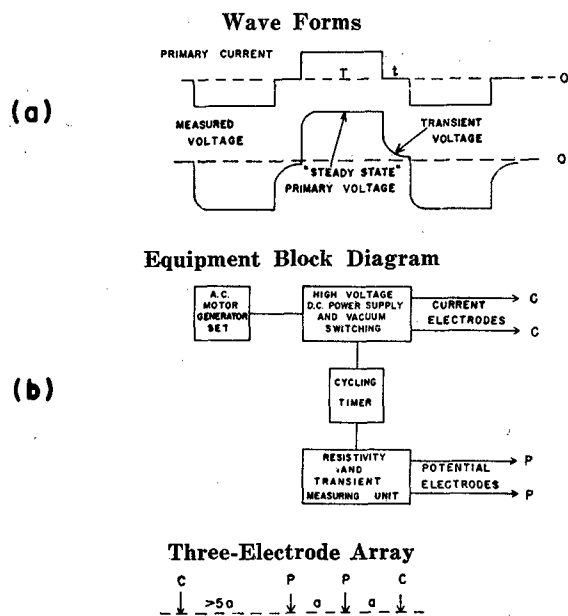 Wave Forms
PRIMARY CURRENT
T t
O
(a)
MEASURED
VOLTAGE
TRANSIENT
VOLTAGE
O
"STEADY STATE"
PRIMARY VOLTAGE
Equipment Block Diagram
A.C.
MOTOR
GENERATOR
SET
HIGH VOLTAGE
D.C. POWER SUPPLY
AND VACUUM
SWITCHING
C
CURRENT
ELECTRODES
C
(b)
CYCLING
TIMER
RESISTIVITY
AND
TRANSIENT
MEASURING UNIT
P
POTENTIAL
ELECTRODES
P
Three-Electrode Array
C P P C
>5a a a